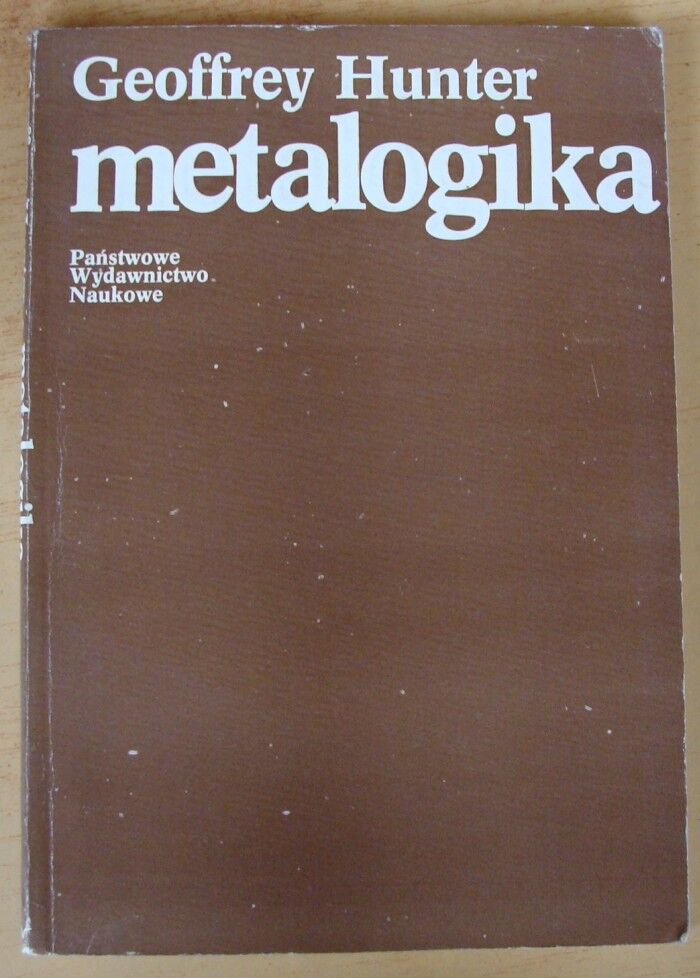 Geoffrey Hunter
metalogika
Państwowe
Wydawnictwo
Naukowe